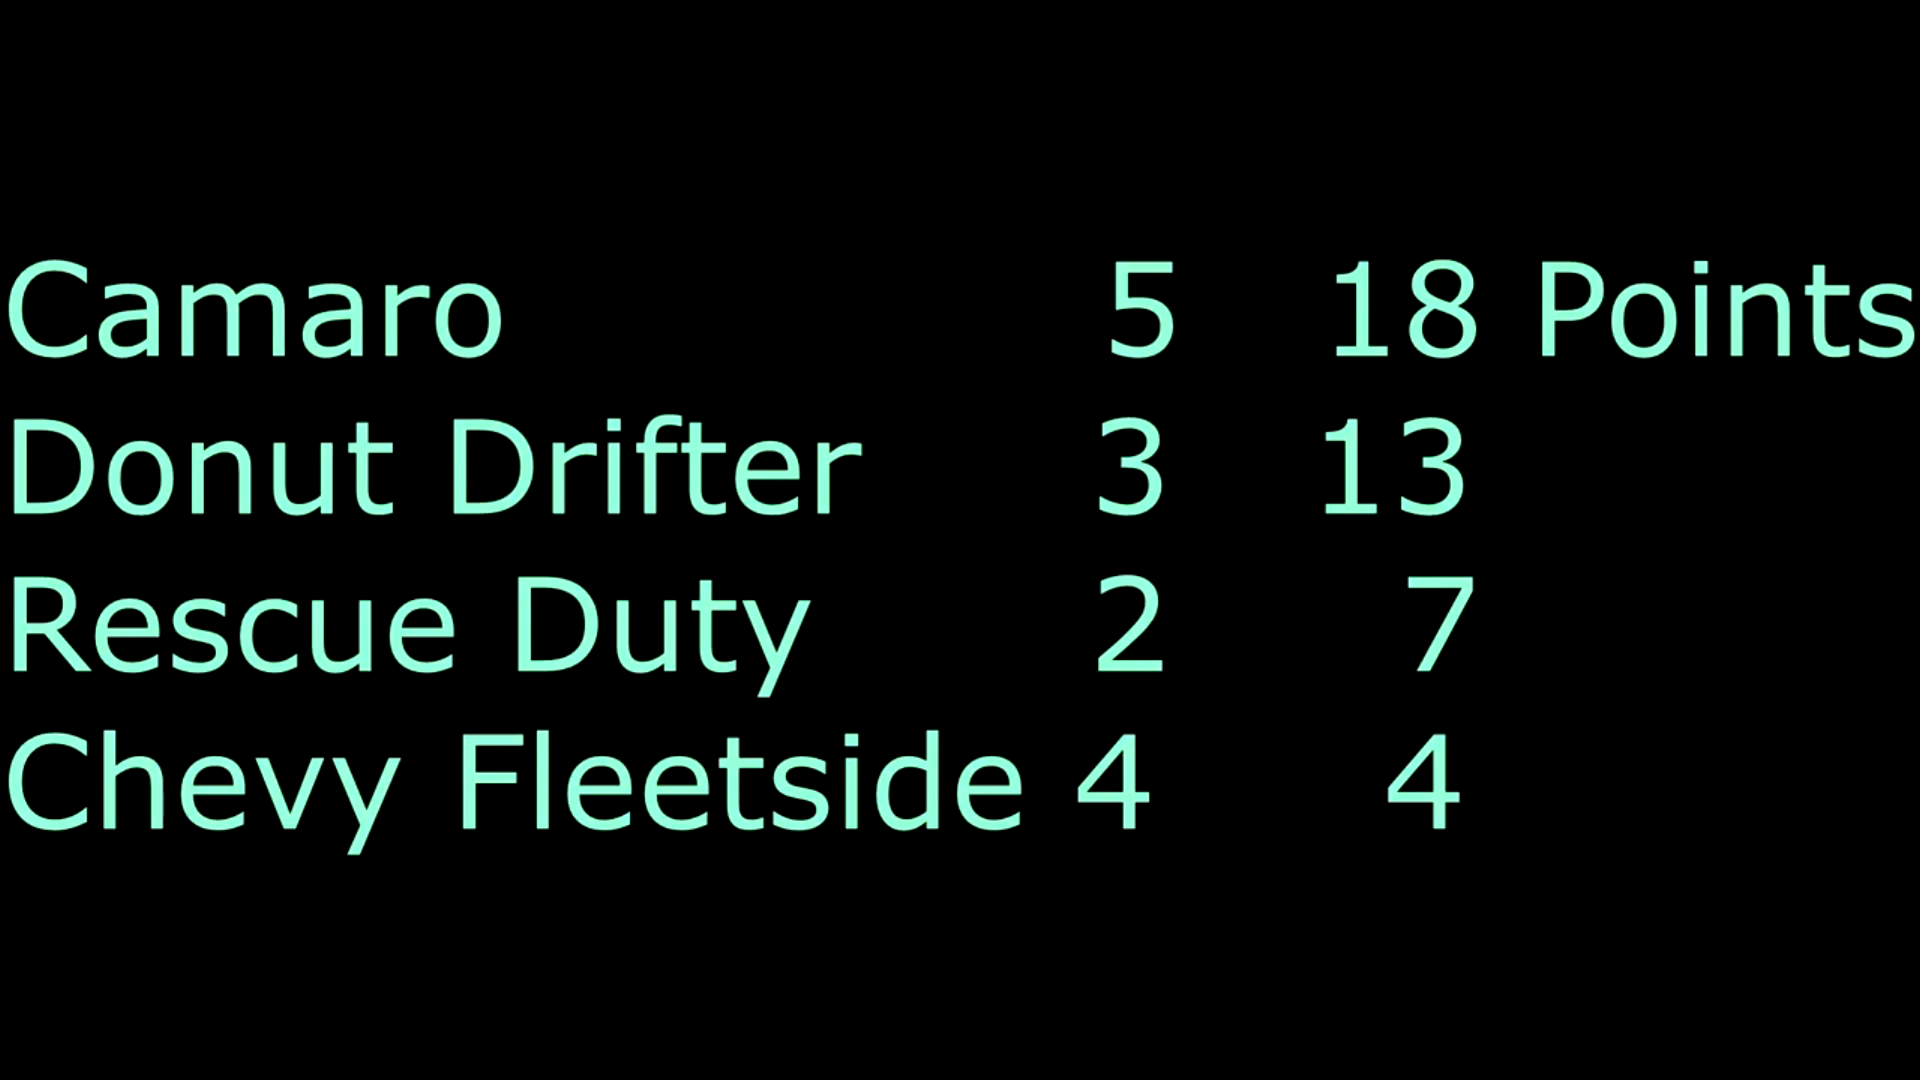 Camaro 5 18 Points
Donut Drifter 3 13
Rescue Duty 2 7
Chevy Fleetside 4 4